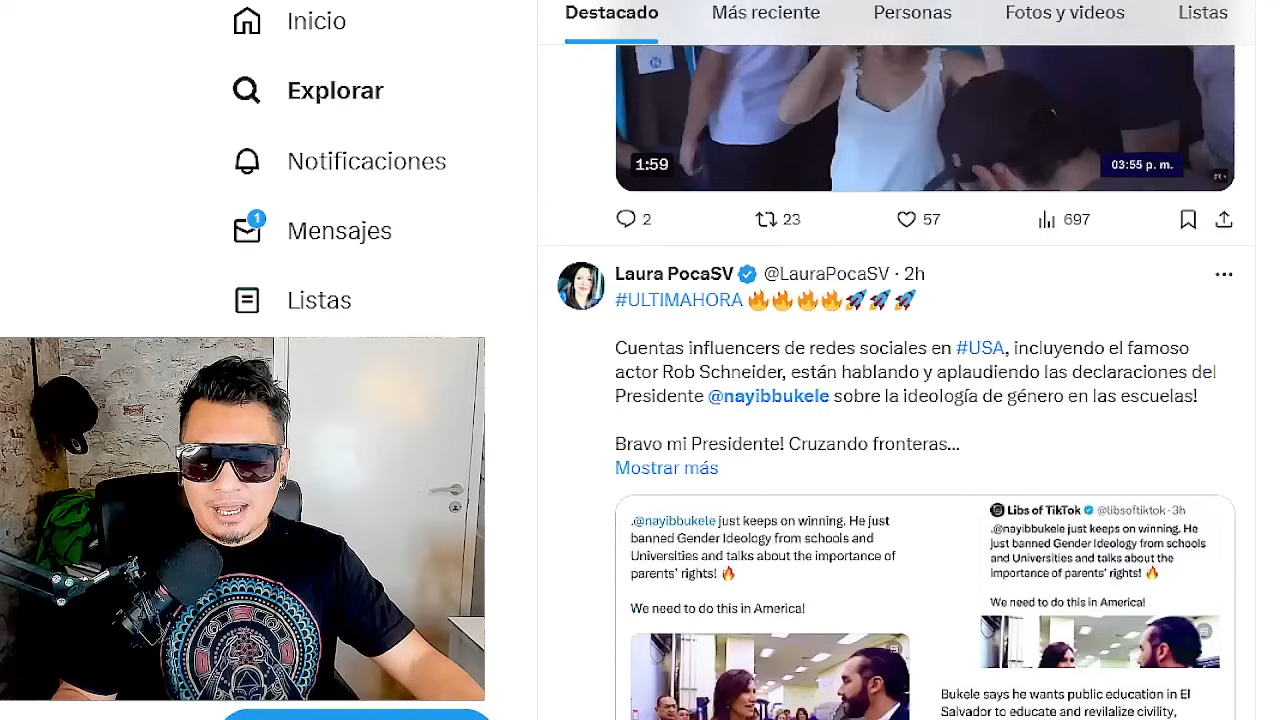 Inicio
Explorar
Notificaciones
1
Mensajes
Listas
Destacado
Más reciente
Personas
Fotos y videos
Listas
1:59
03:55 p. m.
2
23
57
697
Laura PocaSV @LauraPocaSV · 2h
#ULTIMAHORA 🔥🔥🔥🔥🚀🚀🚀
Cuentas influencers de redes sociales en #USA, incluyendo el famoso
actor Rob Schneider, están hablando y aplaudiendo las declaraciones del
Presidente @nayibbukele sobre la ideología de género en las escuelas!
Bravo mi Presidente! Cruzando fronteras...
Mostrar más
.@nayibbukele just keeps on winning. He just
banned Gender Ideology from schools and
Universities and talks about the importance of
parents' rights! 🔥
We need to do this in America!
Libs of TikTok @libsoftiktok · 3h
.@nayibbukele just keeps on winning. He
just banned Gender Ideology from schools
and Universities and talks about the
importance of parents' rights! 🔥
We need to do this in America!
Bukele says he wants public education in El
Salvador to educate and revilalize civility,